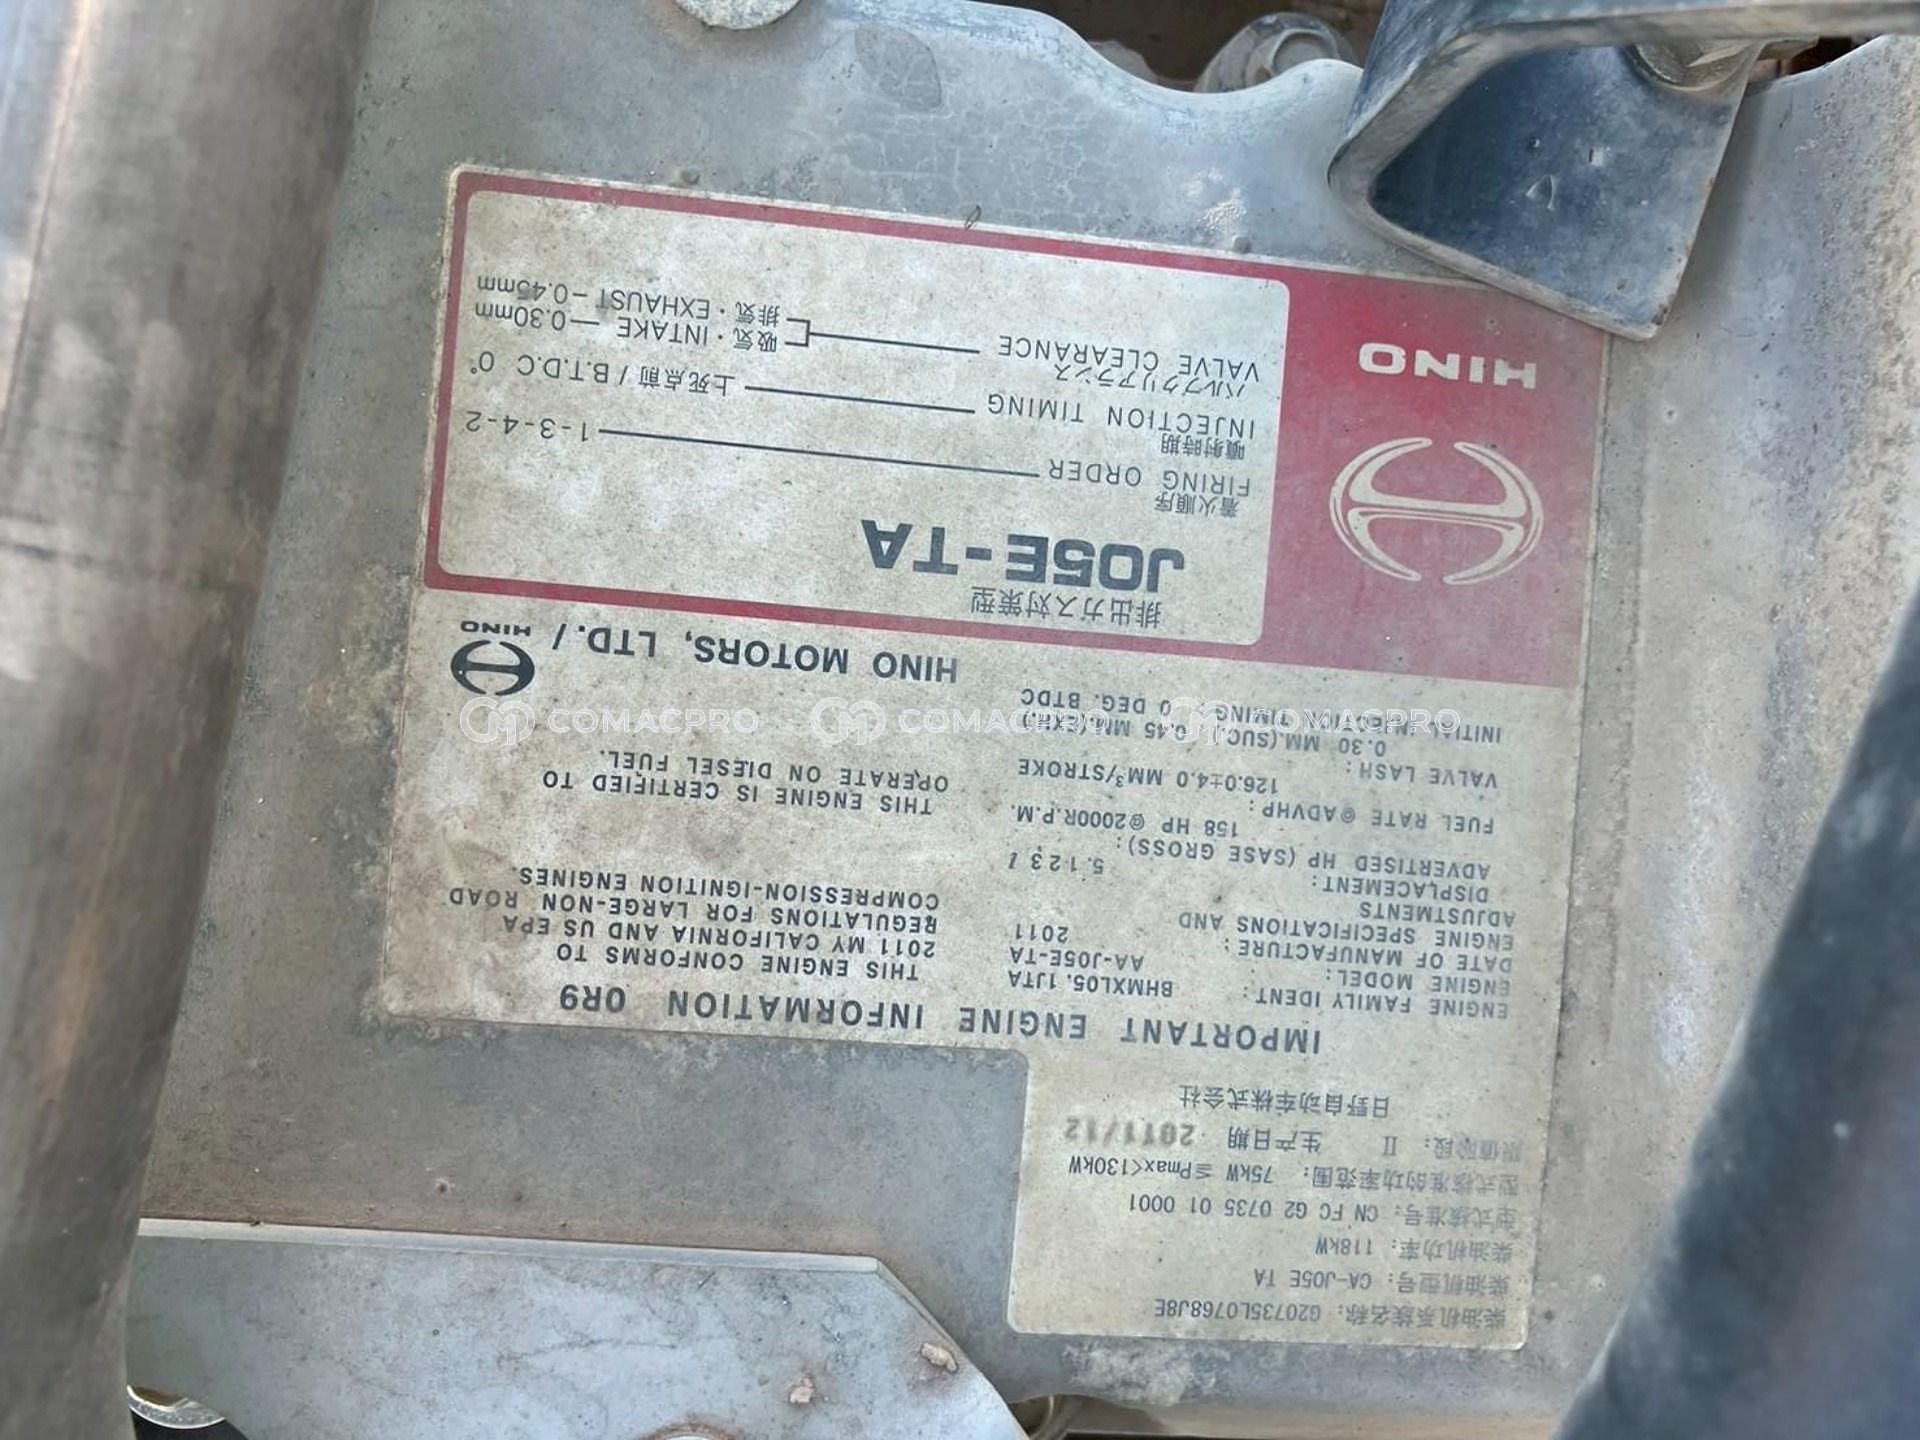 柴油机系族名称: G20735L0768J8E
柴油机型号: CA-J05E TA
柴油机功率: 118kW
型式核准号: CN FC G2 0735 01 0001
型式核准的功率范围: 75kW ≦Pmax<130kW
限值阶段: II 生产日期 2011/12
日野自动车株式会社
IMPORTANT ENGINE INFORMATION 0R9
ENGINE FAMILY IDENT: BHMXL05.1JTA
ENGINE MODEL: AA-J05E-TA
DATE OF MANUFACTURE: 2011
ENGINE SPECIFICATIONS AND
ADJUSTMENTS
DISPLACEMENT: 5.123 l
ADVERTISED HP (SASE GROSS):
158 HP @2000R.P.M.
FUEL RATE @ADVHP:
126.0±4.0 MM³/STROKE
VALVE LASH:
0.30 MM.(SUC.) 0.45 MM.(EXH.)
INITIAL INJECTION TIMING: 0 DEG. BTDC
THIS ENGINE CONFORMS TO
2011 MY CALIFORNIA AND US EPA
REGULATIONS FOR LARGE-NON ROAD
COMPRESSION-IGNITION ENGINES.
THIS ENGINE IS CERTIFIED TO
OPERATE ON DIESEL FUEL.
HINO MOTORS, LTD./
HINO
排出ガス対策型
J05E-TA
着火順序
FIRING ORDER 1-3-4-2
噴射時期
INJECTION TIMING 上死点前 / B.T.D.C 0°
バルブクリアランス
VALVE CLEARANCE
吸気・INTAKE —0.30mm
排気・EXHAUST—0.45mm
HINO
COMACPRO COMACPRO COMACPRO